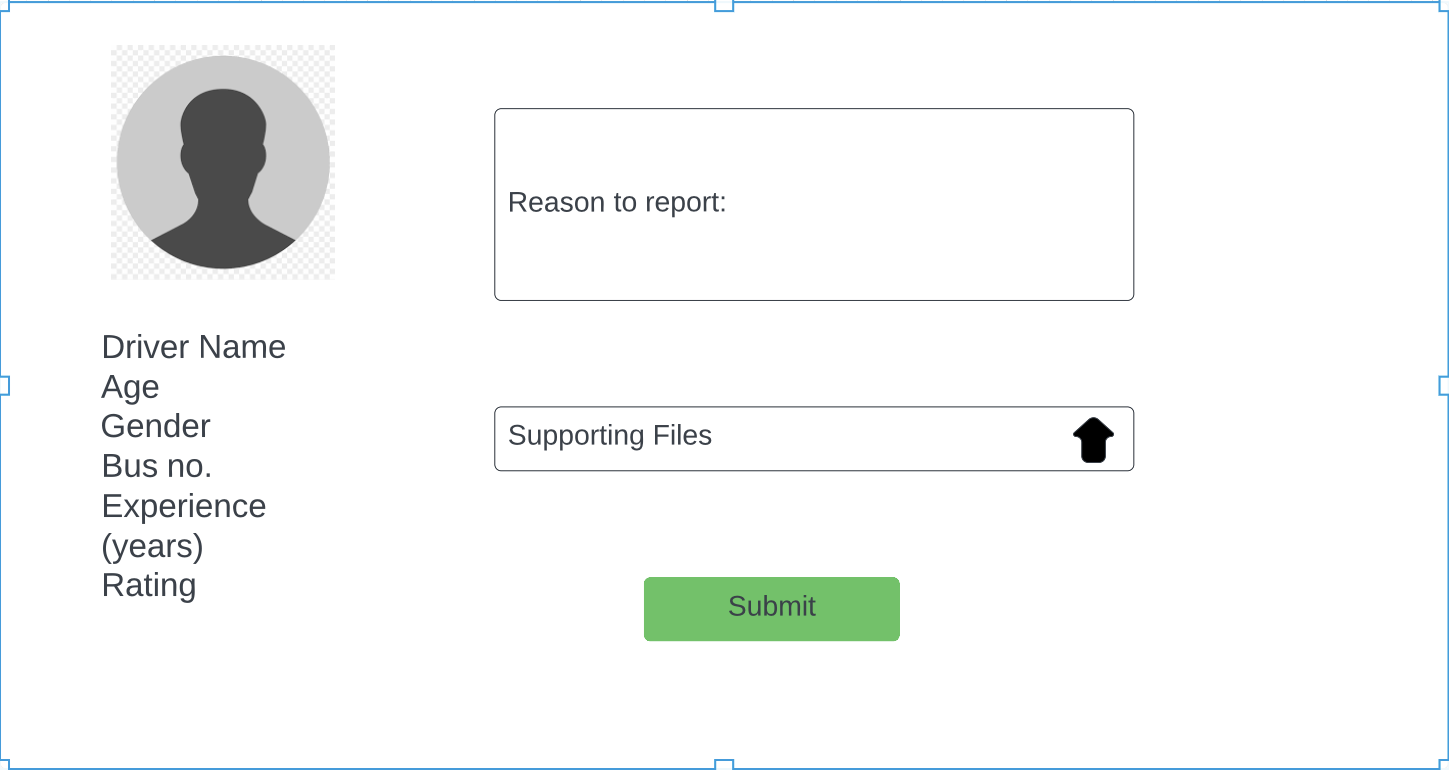 Driver Name
Age
Gender
Bus no.
Experience
(years)
Rating
Reason to report:
Supporting Files
Submit